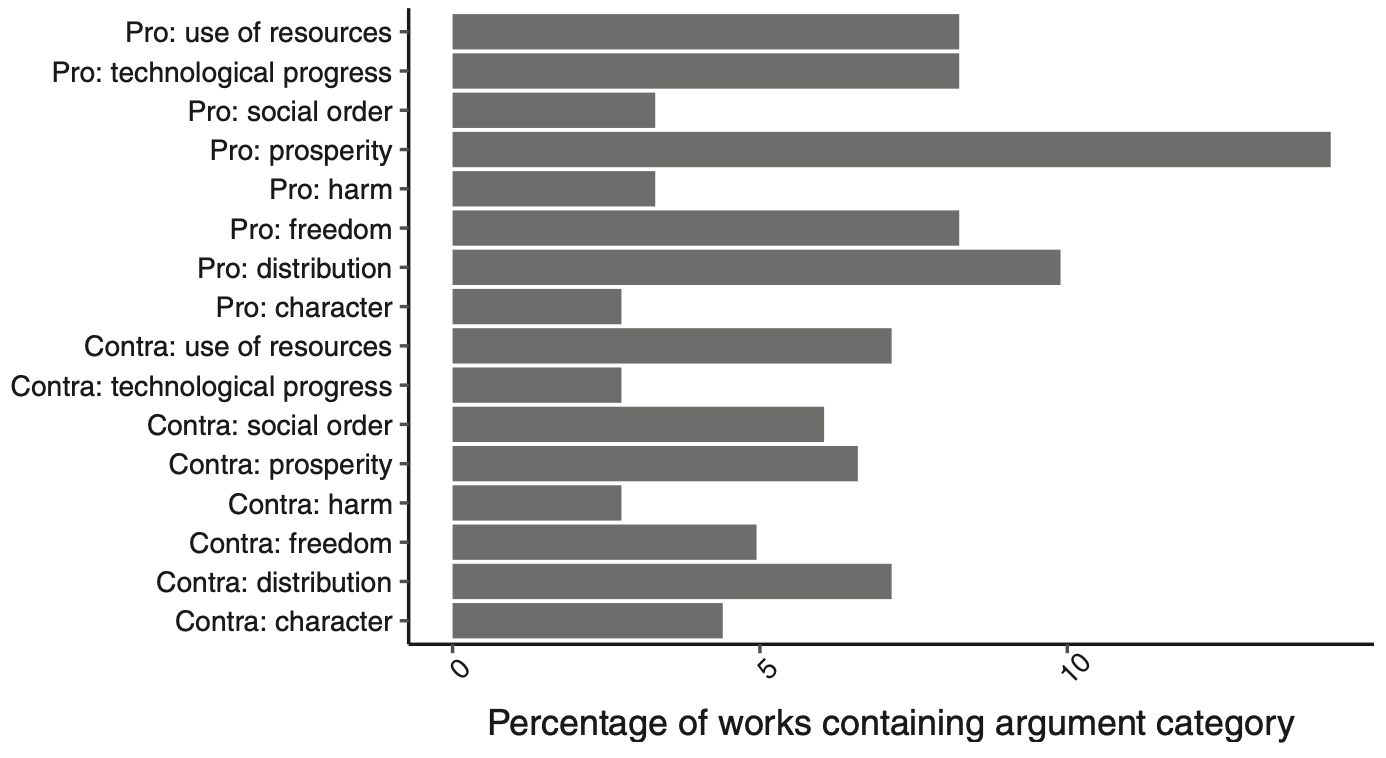 Pro: use of resources
Pro: technological progress
Pro: social order
Pro: prosperity
Pro: harm
Pro: freedom
Pro: distribution
Pro: character
Contra: use of resources
Contra: technological progress
Contra: social order
Contra: prosperity
Contra: harm
Contra: freedom
Contra: distribution
Contra: character
0 5 10
Percentage of works containing argument category